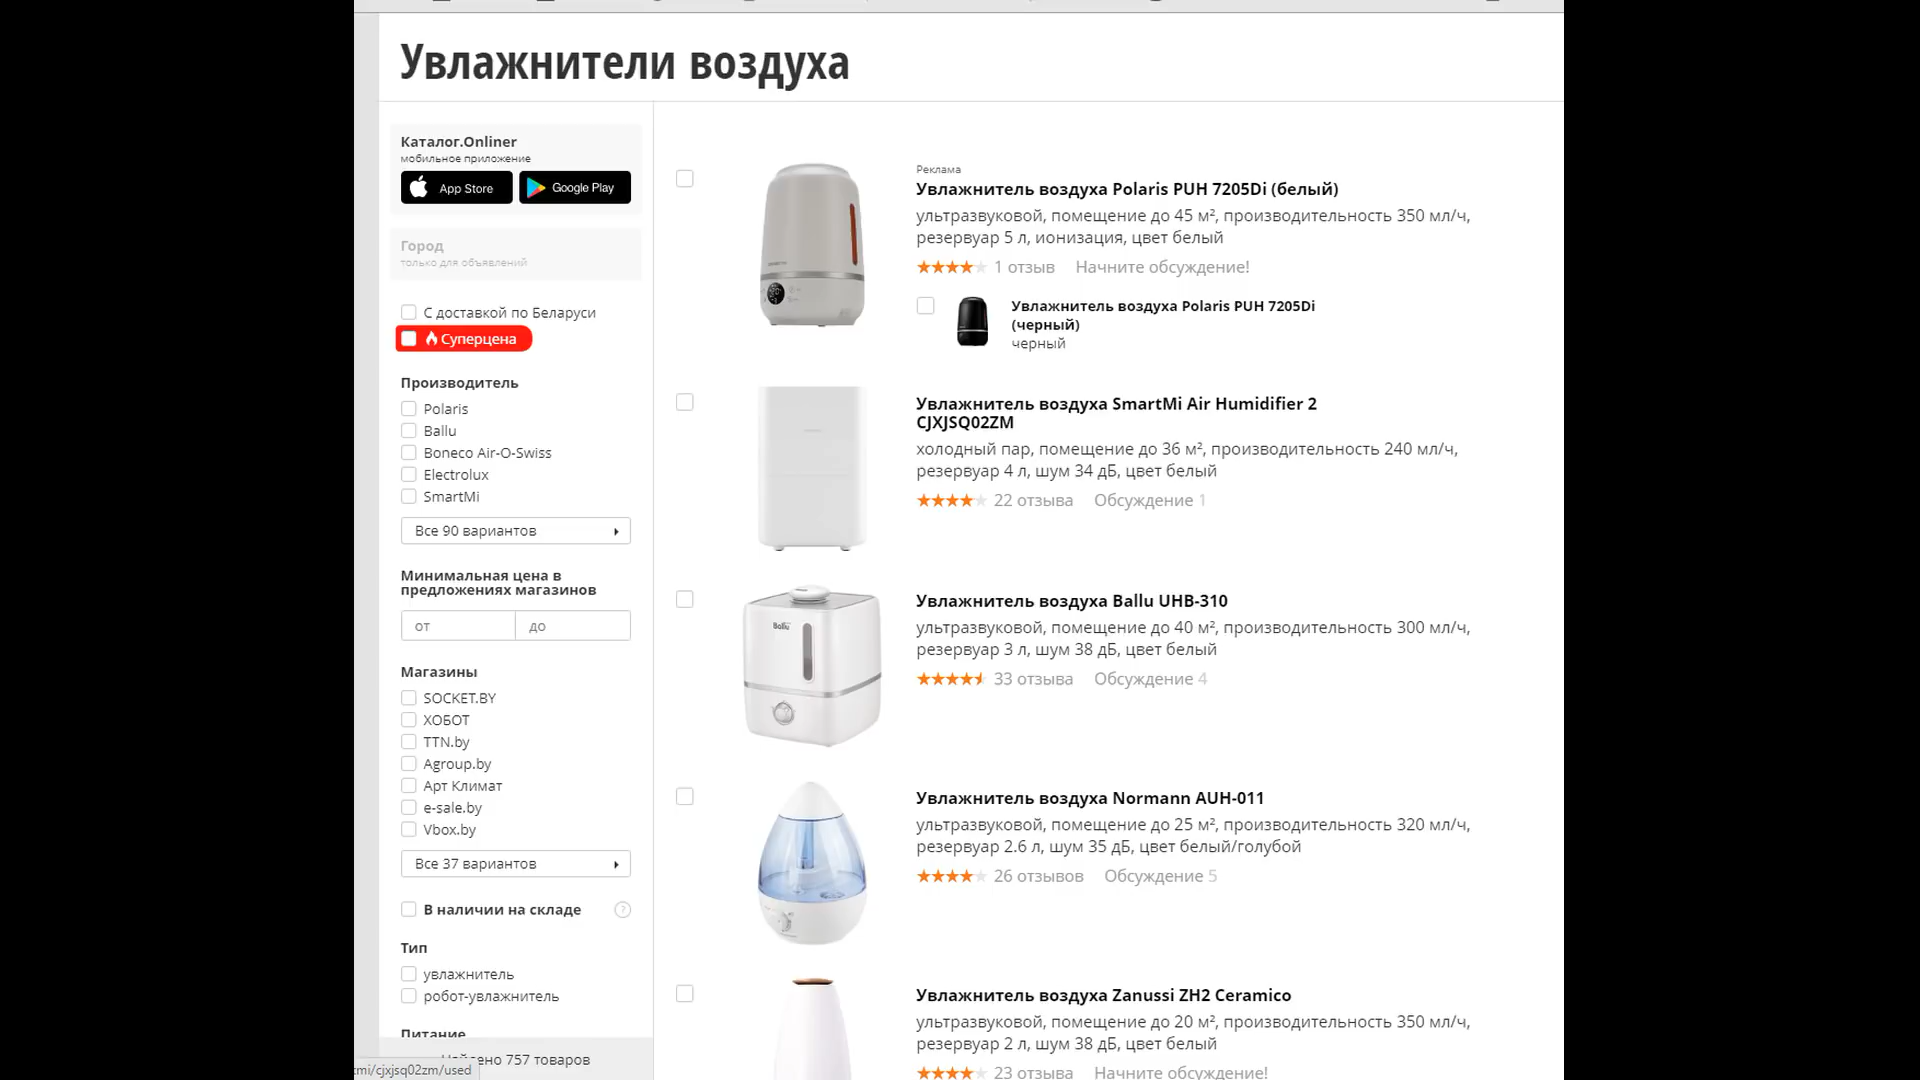 Увлажнители воздуха
Каталог.Onliner
мобильное приложение
App Store
Google Play
Город
только для объявлений
С доставкой по Беларуси
Суперцена
Производитель
Polaris
Ballu
Boneco Air-O-Swiss
Electrolux
SmartMi
Все 90 вариантов
Минимальная цена в
предложениях магазинов
от
до
Магазины
SOCKET.BY
ХОБОТ
TTN.by
Agroup.by
Арт Климат
e-sale.by
Vbox.by
Все 37 вариантов
В наличии на складе
?
Тип
увлажнитель
робот-увлажнитель
Питание
Найдено 757 товаров
mi/cjxjsq02zm/used
Реклама
Увлажнитель воздуха Polaris PUH 7205Di (белый)
ультразвуковой, помещение до 45 м², производительность 350 мл/ч,
резервуар 5 л, ионизация, цвет белый
1 отзыв Начните обсуждение!
Увлажнитель воздуха Polaris PUH 7205Di
(черный)
черный
Увлажнитель воздуха SmartMi Air Humidifier 2
CJXJSQ02ZM
холодный пар, помещение до 36 м², производительность 240 мл/ч,
резервуар 4 л, шум 34 дБ, цвет белый
22 отзыва Обсуждение 1
Ballu
Увлажнитель воздуха Ballu UHB-310
ультразвуковой, помещение до 40 м², производительность 300 мл/ч,
резервуар 3 л, шум 38 дБ, цвет белый
33 отзыва Обсуждение 4
Увлажнитель воздуха Normann AUH-011
ультразвуковой, помещение до 25 м², производительность 320 мл/ч,
резервуар 2.6 л, шум 35 дБ, цвет белый/голубой
26 отзывов Обсуждение 5
Увлажнитель воздуха Zanussi ZH2 Ceramico
ультразвуковой, помещение до 20 м², производительность 350 мл/ч,
резервуар 2 л, шум 38 дБ, цвет белый
23 отзыва Начните обсуждение!